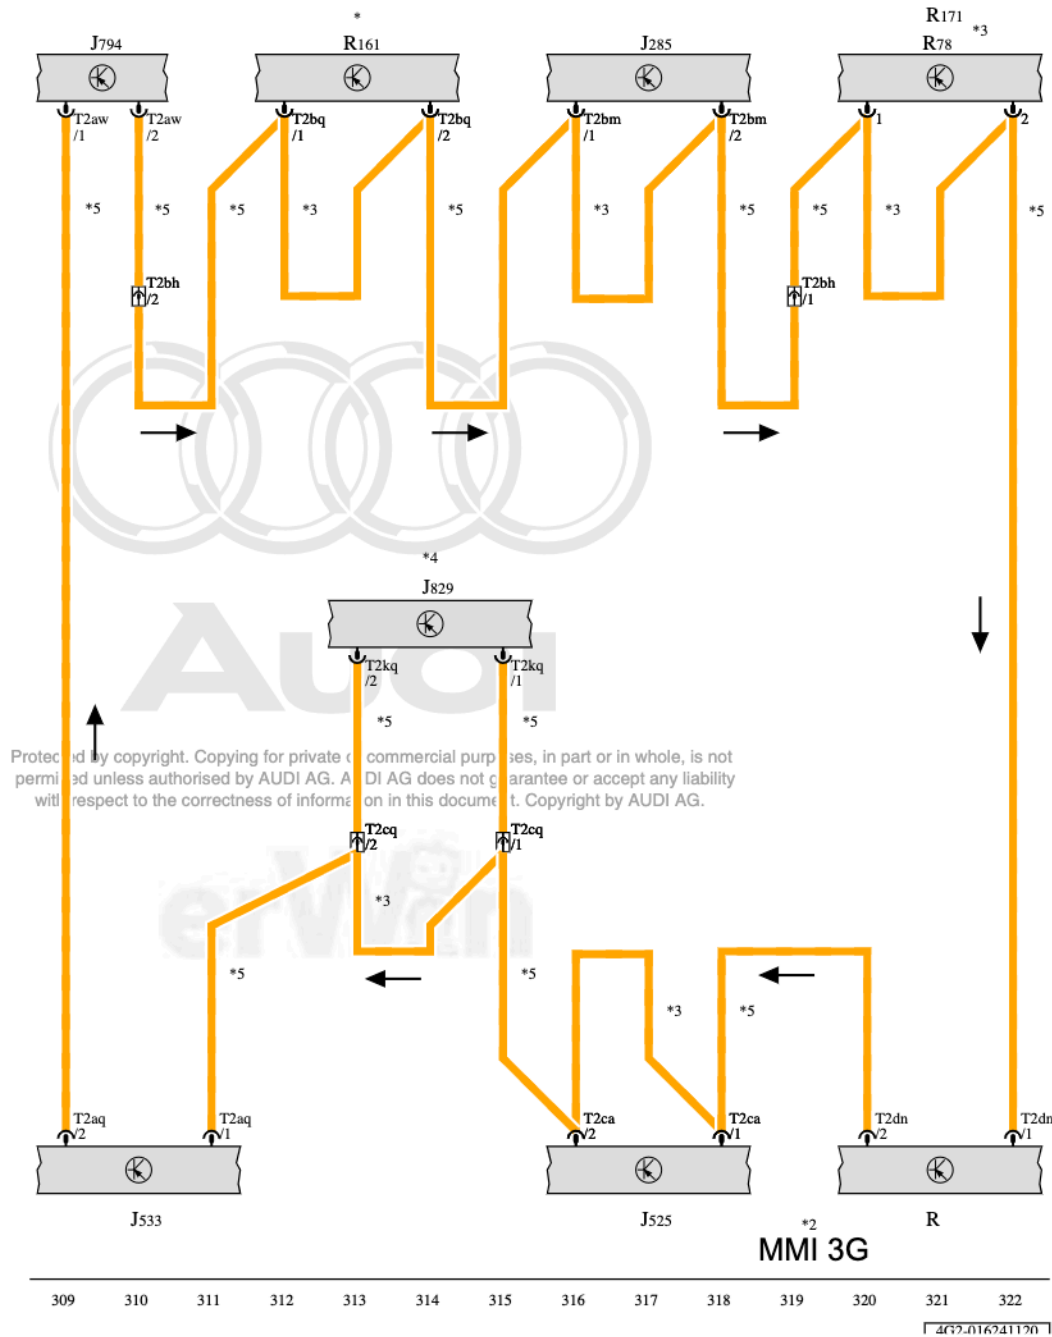 *
R171
*3
J794
R161
J285
R78
T2aw
/1
T2aw
/2
T2bq
/1
T2bq
/2
T2bm
/1
T2bm
/2
1
2
*5
*5
*5
*3
*5
*3
*5
*5
*3
*5
T2bh
/2
T2bh
/1
*4
J829
AUDI
T2kq
/2
T2kq
/1
*5
*5
Protected by copyright. Copying for private or commercial purposes, in part or in whole, is not
permitted unless authorised by AUDI AG. AUDI AG does not guarantee or accept any liability
with respect to the correctness of information in this document. Copyright by AUDI AG.
T2cq
/2
T2cq
/1
erWin
*3
*5
*5
*3
*5
T2aq
/2
T2aq
/1
T2ca
/2
T2ca
/1
T2dn
/2
T2dn
/1
J533
J525
*2
R
MMI 3G
309 310 311 312 313 314 315 316 317 318 319 320 321 322
4G2-016241120